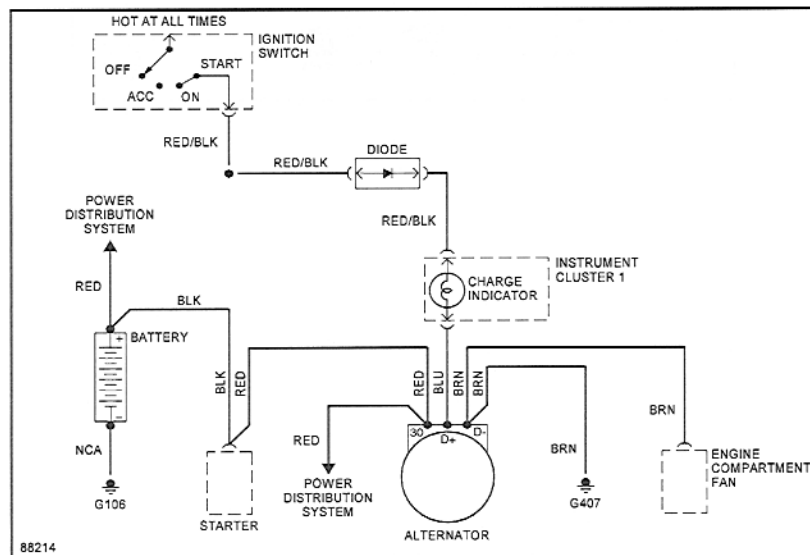 HOT AT ALL TIMES
IGNITION
SWITCH
OFF
START
ACC
ON
RED/BLK
RED/BLK
DIODE
RED/BLK
POWER
DISTRIBUTION
SYSTEM
INSTRUMENT
CLUSTER 1
CHARGE
INDICATOR
RED
BLK
+
BATTERY
-
BLK
RED
RED
BLU
BRN
BRN
BRN
NCA
RED
30
D+
D-
BRN
ENGINE
COMPARTMENT
FAN
G106
STARTER
POWER
DISTRIBUTION
SYSTEM
ALTERNATOR
G407
88214